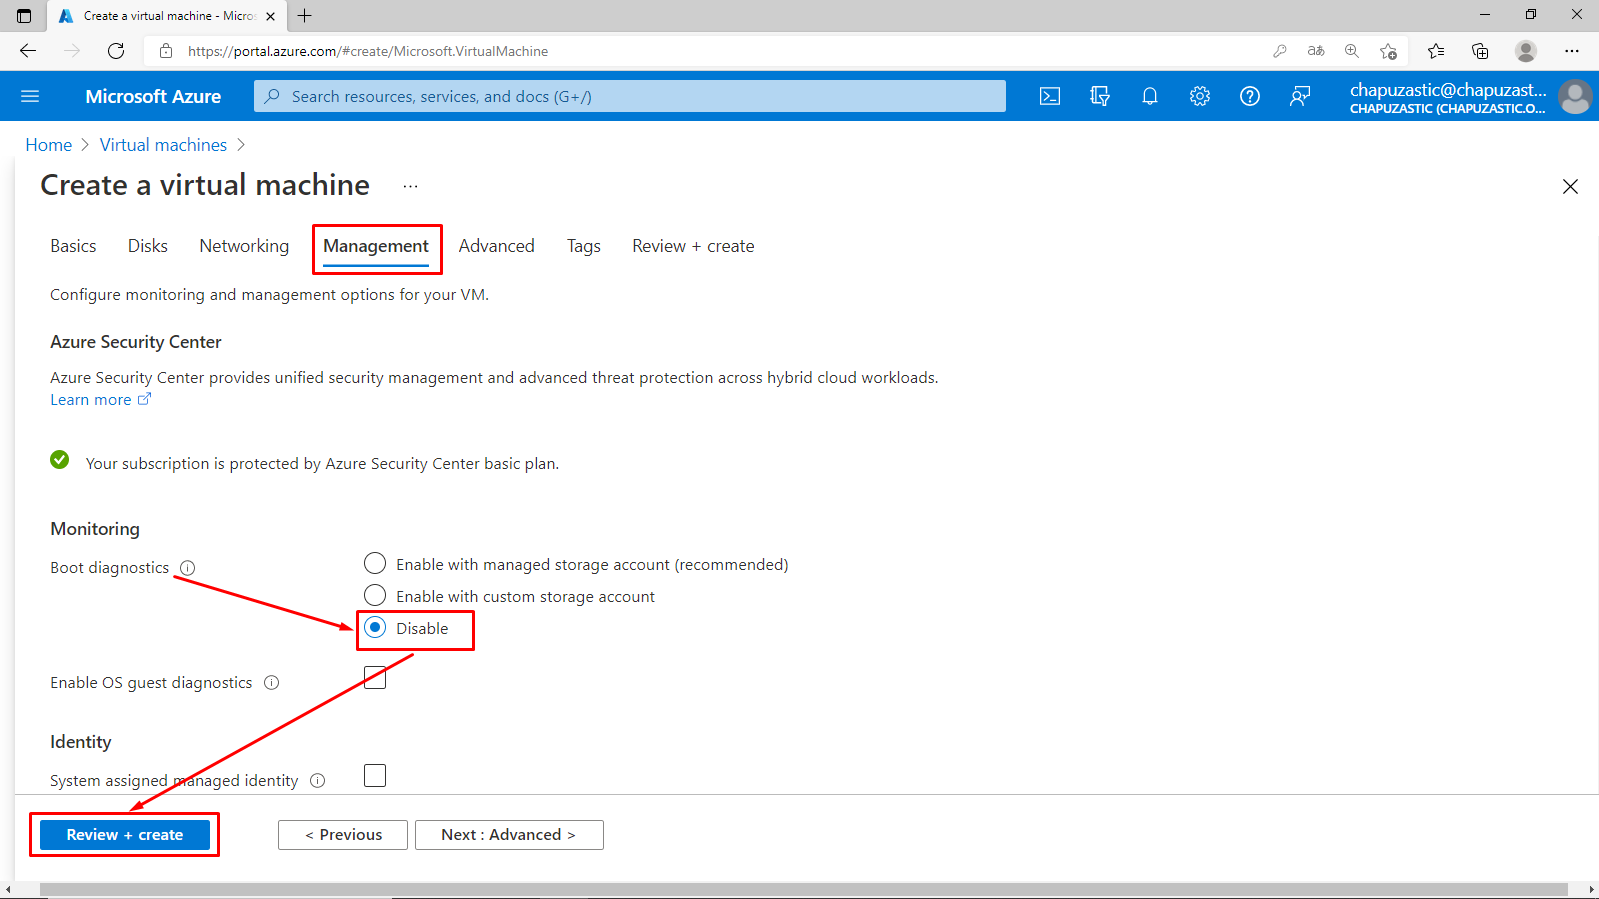 Create a virtual machine - Micros
https://portal.azure.com/#create/Microsoft.VirtualMachine
aあ
Microsoft Azure
Search resources, services, and docs (G+/)
chapuzastic@chapuzast...
CHAPUZASTIC (CHAPUZASTIC.O...
Home > Virtual machines >
Create a virtual machine ...
Basics Disks Networking Management Advanced Tags Review + create
Configure monitoring and management options for your VM.
Azure Security Center
Azure Security Center provides unified security management and advanced threat protection across hybrid cloud workloads.
Learn more
Your subscription is protected by Azure Security Center basic plan.
Monitoring
Boot diagnostics
Enable with managed storage account (recommended)
Enable with custom storage account
Disable
Enable OS guest diagnostics
Identity
System assigned managed identity
Review + create
< Previous
Next : Advanced >